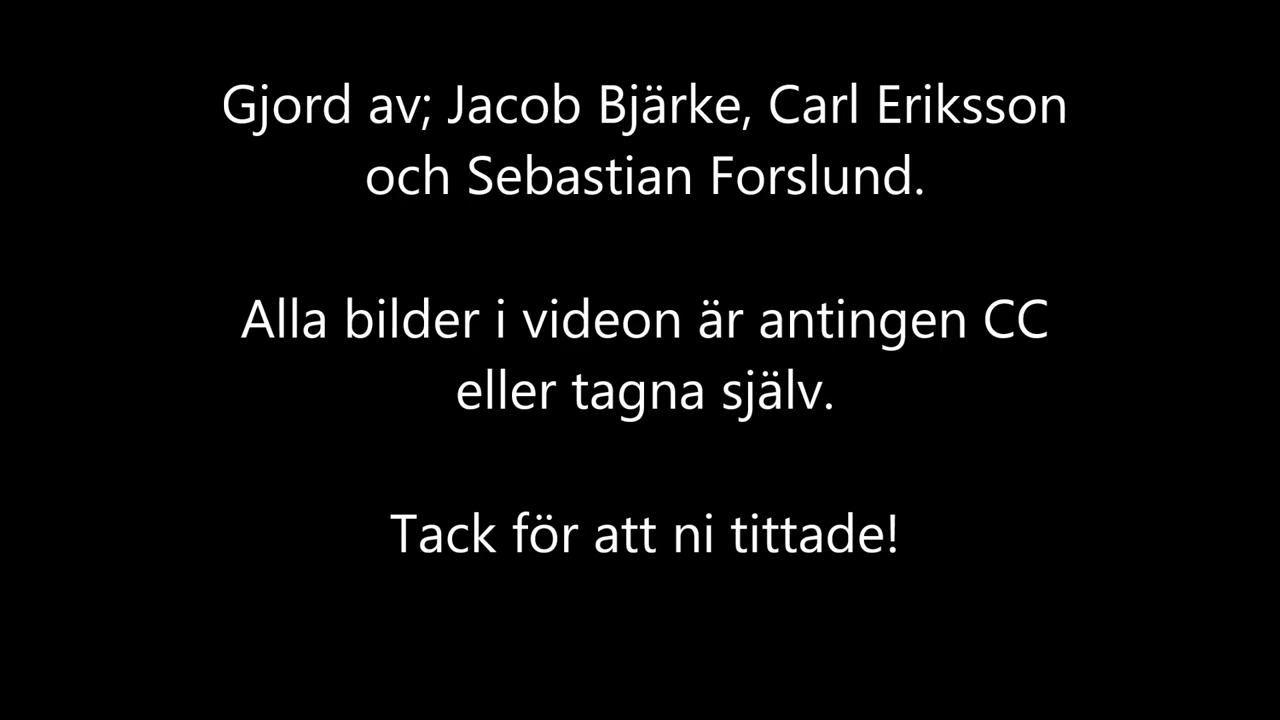 Gjord av; Jacob Bjärke, Carl Eriksson
och Sebastian Forslund.
Alla bilder i videon är antingen CC
eller tagna själv.
Tack för att ni tittade!